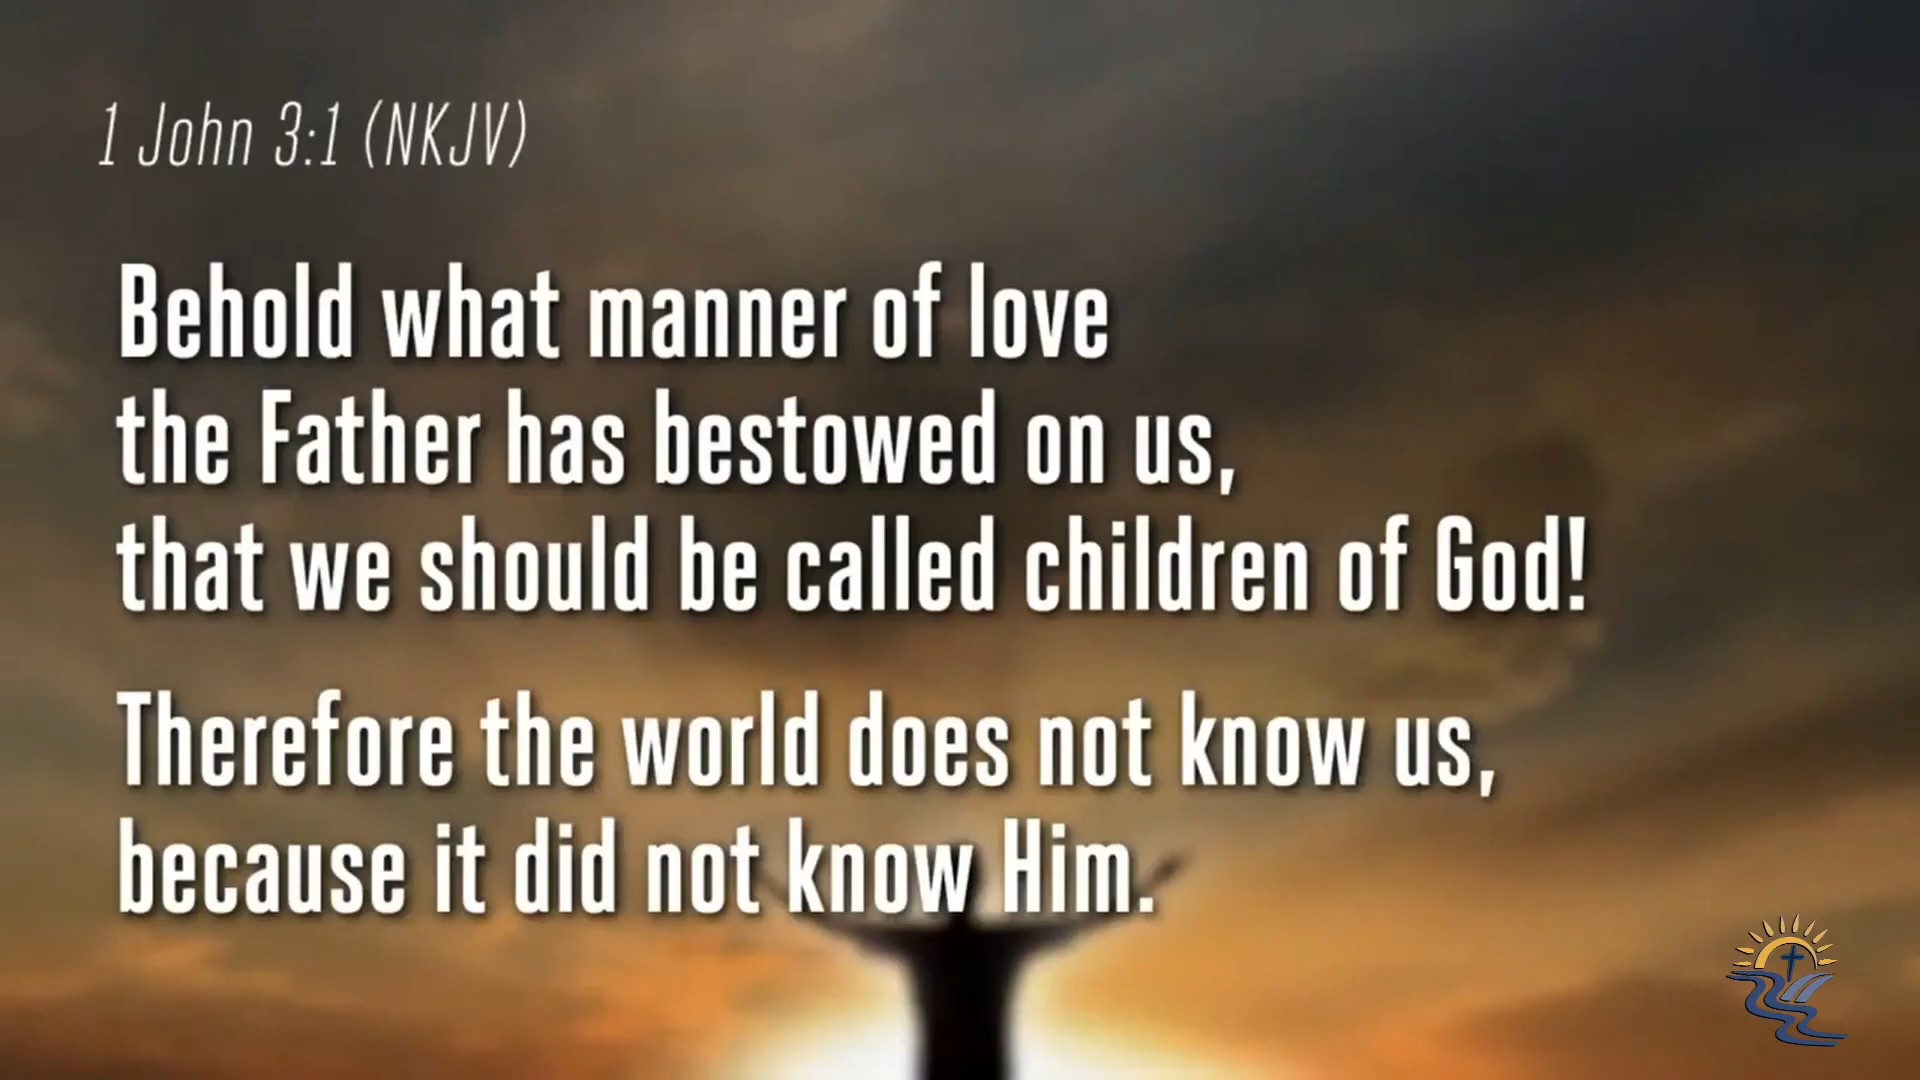 1 John 3:1 (NKJV)
Behold what manner of love
the Father has bestowed on us,
that we should be called children of God!
Therefore the world does not know us,
because it did not know Him.